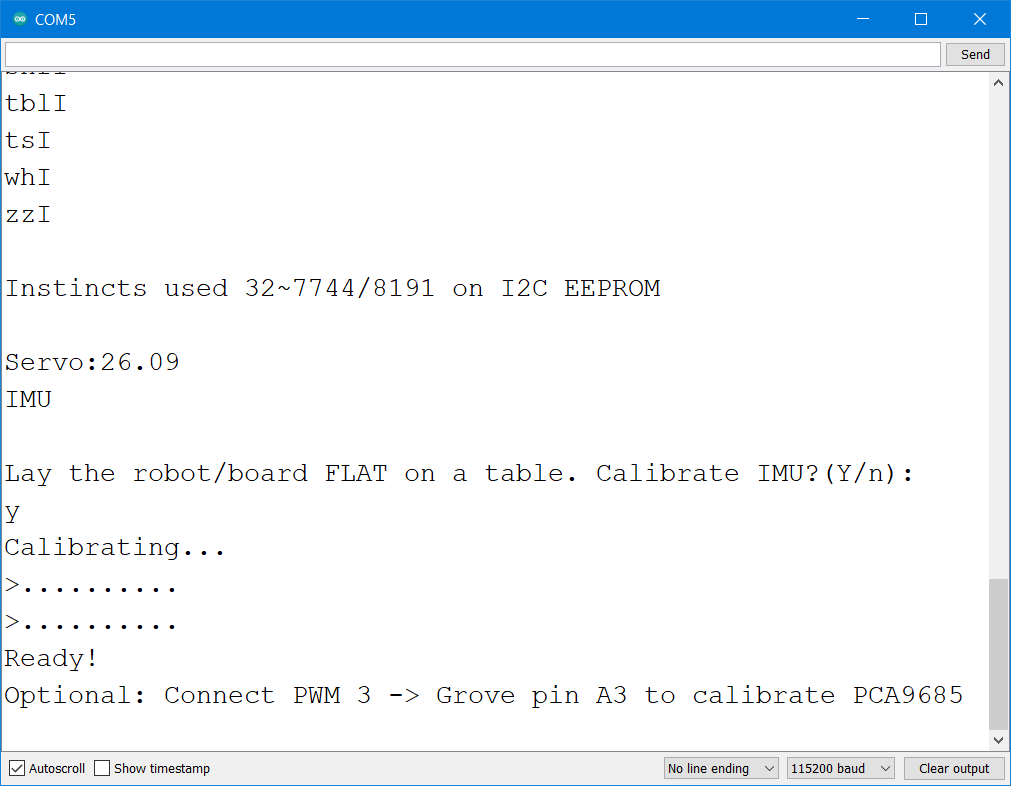 COM5
Send
tblI
tsI
whI
zzI
Instincts used 32~7744/8191 on I2C EEPROM
Servo:26.09
IMU
Lay the robot/board FLAT on a table. Calibrate IMU?(Y/n):
y
Calibrating...
>..........
>..........
Ready!
Optional: Connect PWM 3 -> Grove pin A3 to calibrate PCA9685
Autoscroll Show timestamp No line ending 115200 baud Clear output